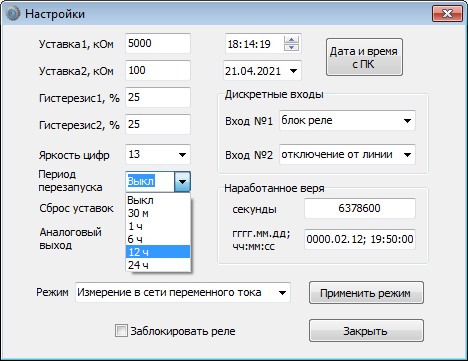 Настройки
Уставка1, кОм 5000 18:14:19 Дата и время
с ПК
Уставка2, кОм 100 21.04.2021
Гистерезис1, % 25 Дискретные входы
Гистерезис2, % 25 Вход №1 блок реле
Яркость цифр 13 Вход №2 отключение от линии
Период
перезапуска Выкл Наработанное веря
Сброс уставок Выкл секунды 6378600
30 м
1 ч
Аналоговый
выход 6 ч гггг.мм.дд;
чч:мм:сс 0000.02.12; 19:50:00
12 ч
24 ч
Режим Измерение в сети переменного тока Применить режим
Заблокировать реле Закрыть